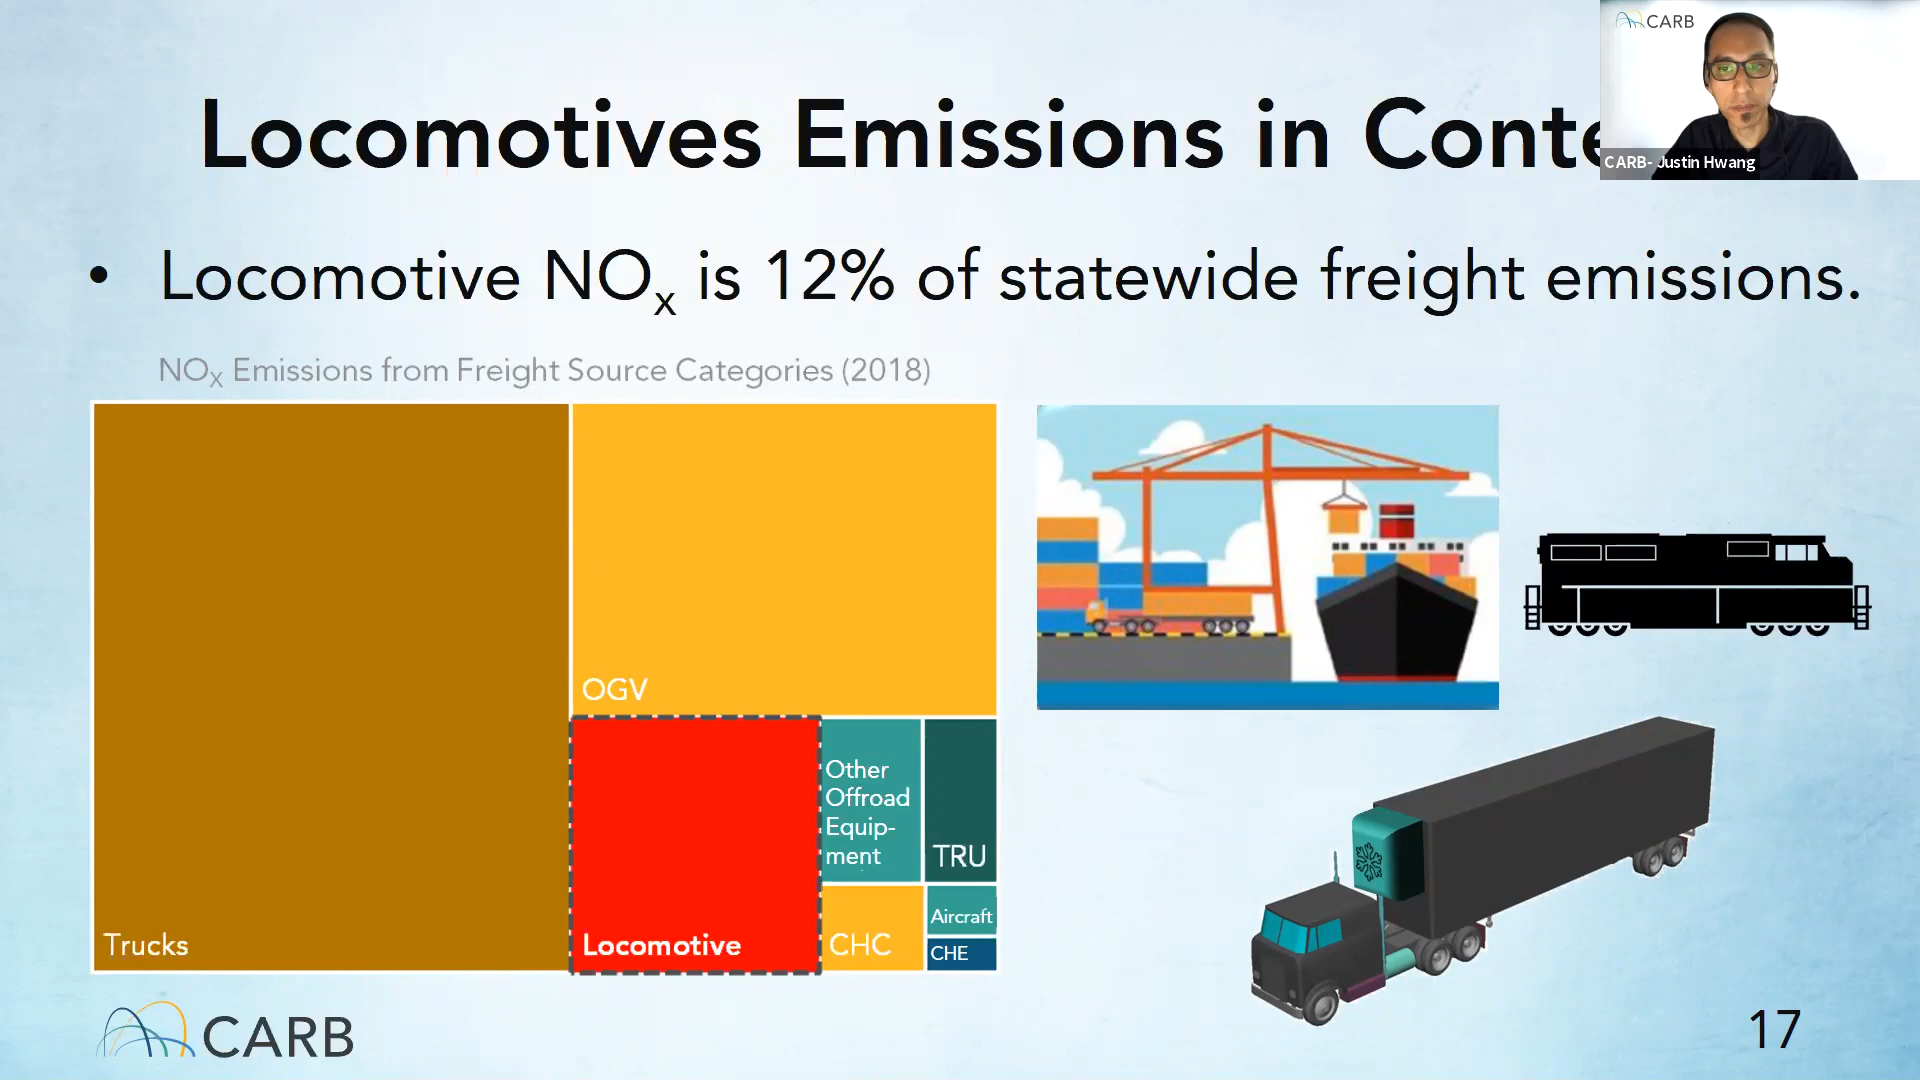 CARB
Locomotives Emissions in Conte
CARB- Justin Hwang
• Locomotive NOx is 12% of statewide freight emissions.
NOX Emissions from Freight Source Categories (2018)
OGV
Other
Offroad
Equip-
ment
TRU
Trucks
Locomotive
CHC
Aircraft
CHE
CARB
17